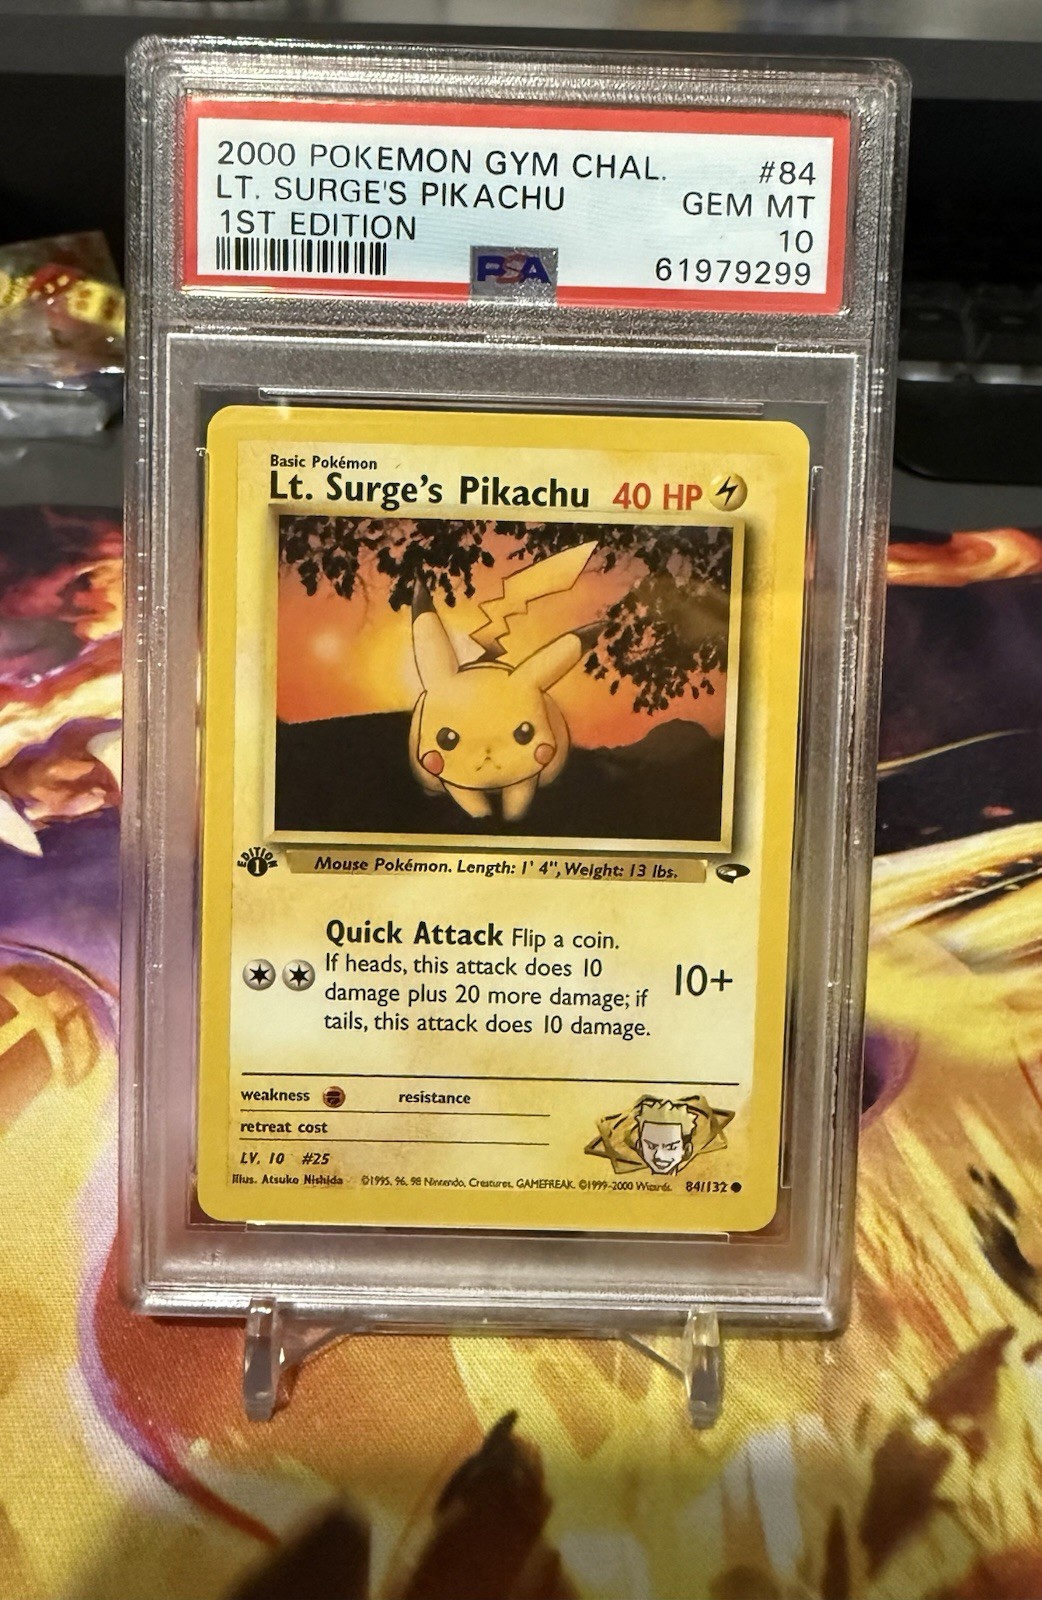 2000 POKEMON GYM CHAL. #84
LT. SURGE'S PIKACHU GEM MT
1ST EDITION 10
PSA 61979299
Basic Pokémon
Lt. Surge's Pikachu 40 HP
EDITION 1
Mouse Pokémon. Length: 1' 4", Weight: 13 lbs.
Quick Attack Flip a coin.
If heads, this attack does 10
damage plus 20 more damage; if
tails, this attack does 10 damage.
10+
weakness resistance
retreat cost
LV. 10 #25
Illus. Atsuko Nishida ©1995, 96, 98 Nintendo, Creatures, GAMEFREAK. ©1999-2000 Wizards. 84/132